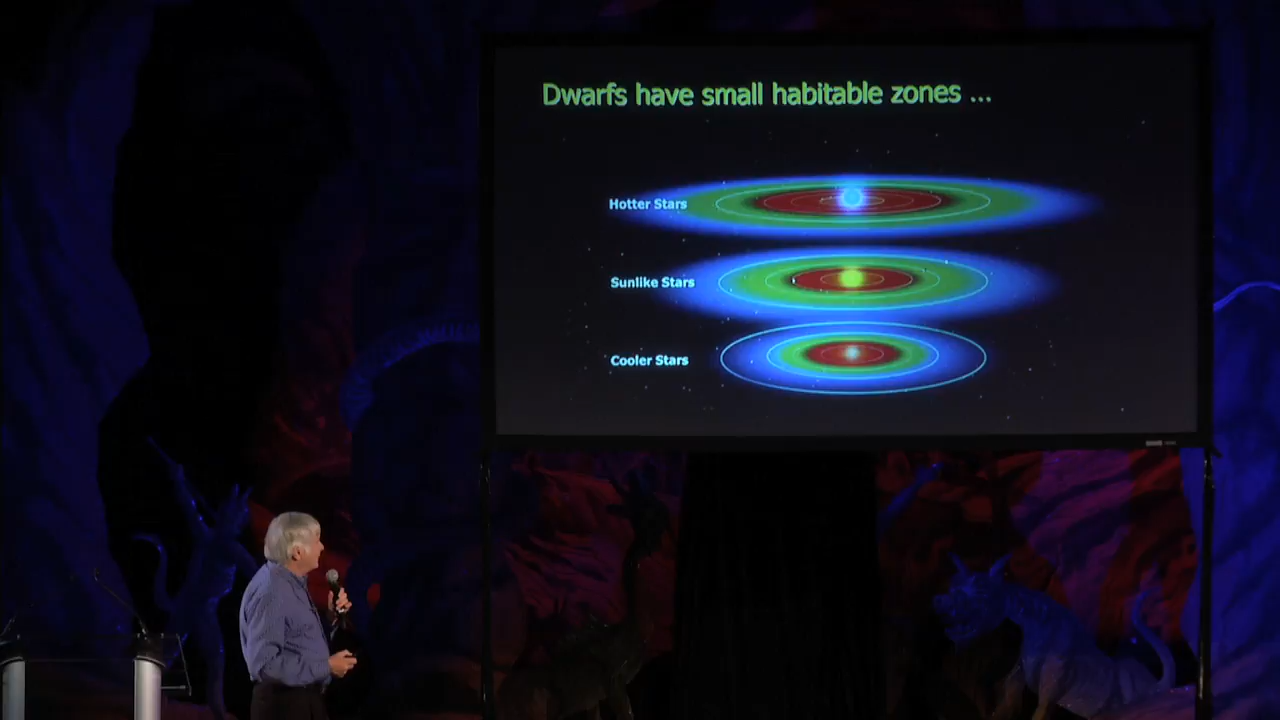 Dwarfs have small habitable zones ...
Hotter Stars
Sunlike Stars
Cooler Stars